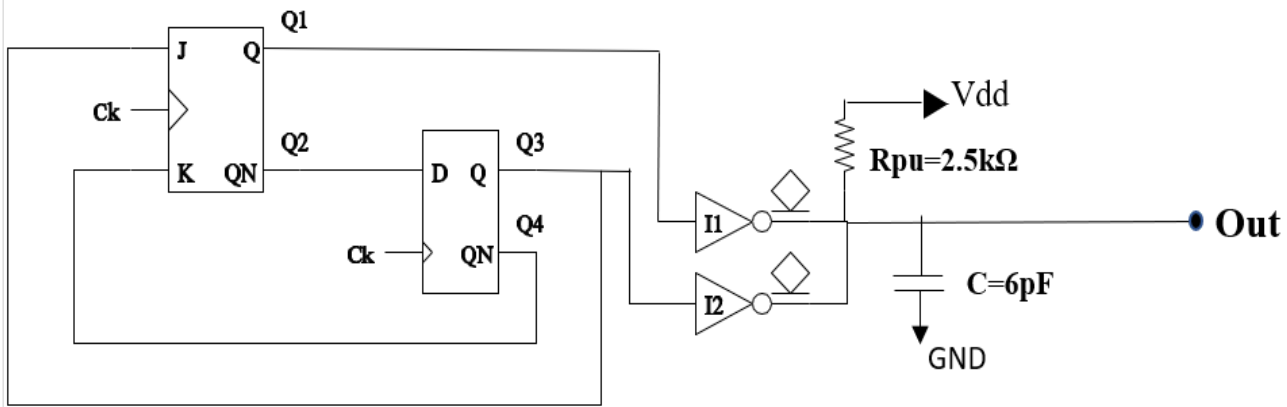 Q1
J Q
Ck
Vdd
Q2
Q3
K QN
D Q
Rpu=2.5kΩ
I1
Out
Q4
Ck
QN
I2
C=6pF
GND